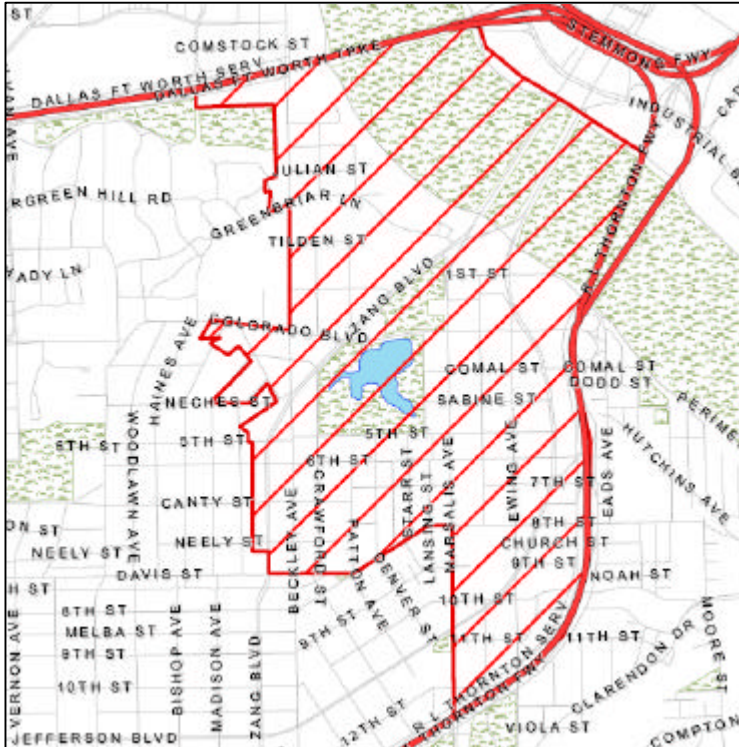 ST
COMSTOCK ST
STEMMONS FWY
DALLAS FT WORTH SERV
DALLAS FT WORTH TPKE
INDUSTRIAL
AVE
JULIAN ST
HILL RD
GREENBRIAR LN
TILDEN ST
R L THORNTON FWY
ADY LN
ZANG BLVD
1ST ST
COLORADO BLVD
HAINES AVE
COMAL ST
COMAL ST
DODD ST
NECHES ST
SABINE ST
WOODLAWN AVE
6TH ST
5TH ST
5TH ST
HUTCHINS AVE
EADS AVE
6TH ST
STARR ST
LANSING ST
MARSALIS AVE
EWING AVE
7TH ST
CANTY ST
BECKLEY AVE
CRAWFORD ST
PATTON AVE
8TH ST
ON ST
NEELY ST
NEELY ST
CHURCH ST
9TH ST
DENVER ST
DAVIS ST
NOAH ST
H ST
8TH ST
MELBA ST
9TH ST
10TH ST
VERNON AVE
BISHOP AVE
MADISON AVE
ZANG BLVD
9TH ST
10TH ST
11TH ST
11TH ST
MOORE ST
R L THORNTON SERV
THORNTON FWY
CLARENDON DR
12TH ST
JEFFERSON BLVD
VIOLA ST
COMPTON